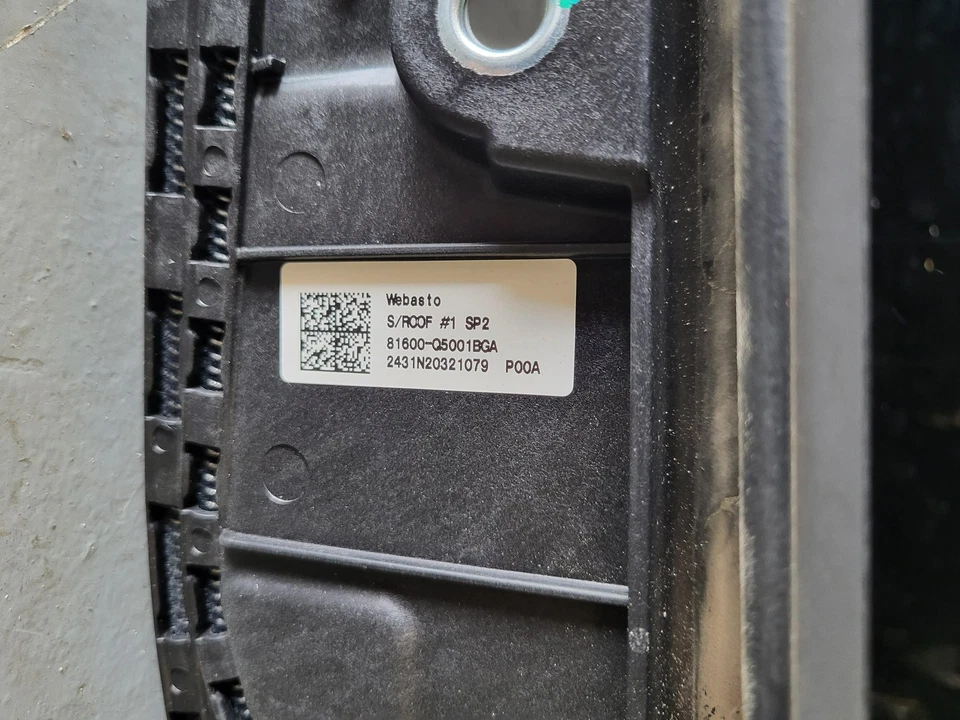 Webasto
S/ROOF #1 SP2
81600-Q5001BGA
2431N20321079 P00A